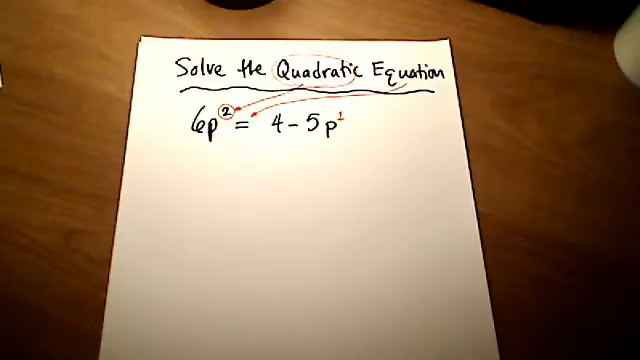 Solve the Quadratic Equation
6p² = 4 - 5p¹